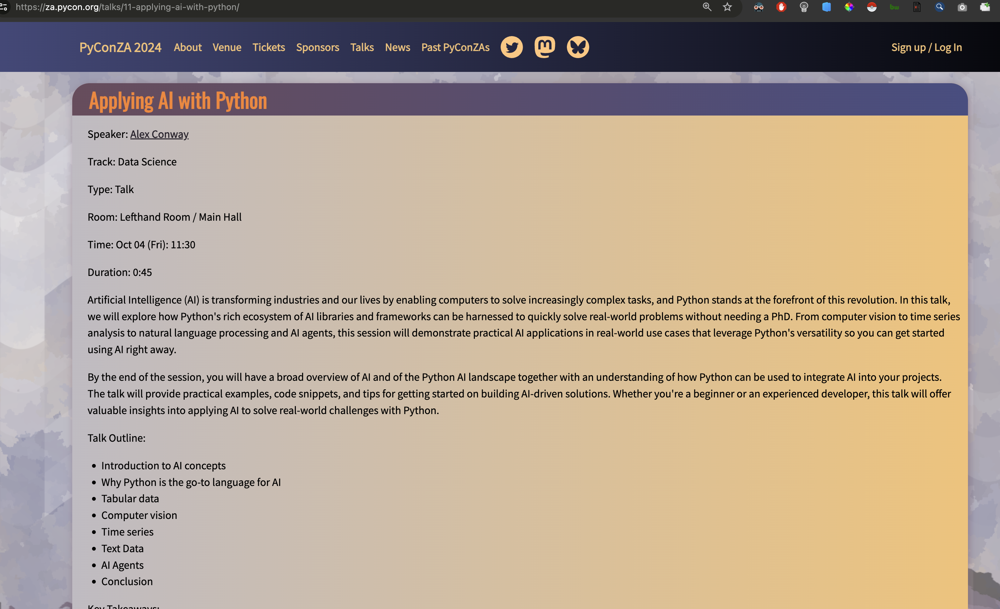 https://za.pycon.org/talks/11-applying-ai-with-python/
bw
PyConZA 2024 About Venue Tickets Sponsors Talks News Past PyConZAs Sign up / Log In
Applying AI with Python
Speaker: Alex Conway
Track: Data Science
Type: Talk
Room: Lefthand Room / Main Hall
Time: Oct 04 (Fri): 11:30
Duration: 0:45
Artificial Intelligence (AI) is transforming industries and our lives by enabling computers to solve increasingly complex tasks, and Python stands at the forefront of this revolution. In this talk,
we will explore how Python's rich ecosystem of AI libraries and frameworks can be harnessed to quickly solve real-world problems without needing a PhD. From computer vision to time series
analysis to natural language processing and AI agents, this session will demonstrate practical AI applications in real-world use cases that leverage Python's versatility so you can get started
using AI right away.
By the end of the session, you will have a broad overview of AI and of the Python AI landscape together with an understanding of how Python can be used to integrate AI into your projects.
The talk will provide practical examples, code snippets, and tips for getting started on building AI-driven solutions. Whether you're a beginner or an experienced developer, this talk will offer
valuable insights into applying AI to solve real-world challenges with Python.
Talk Outline:
• Introduction to AI concepts
• Why Python is the go-to language for AI
• Tabular data
• Computer vision
• Time series
• Text Data
• AI Agents
• Conclusion
Key Takeaways: